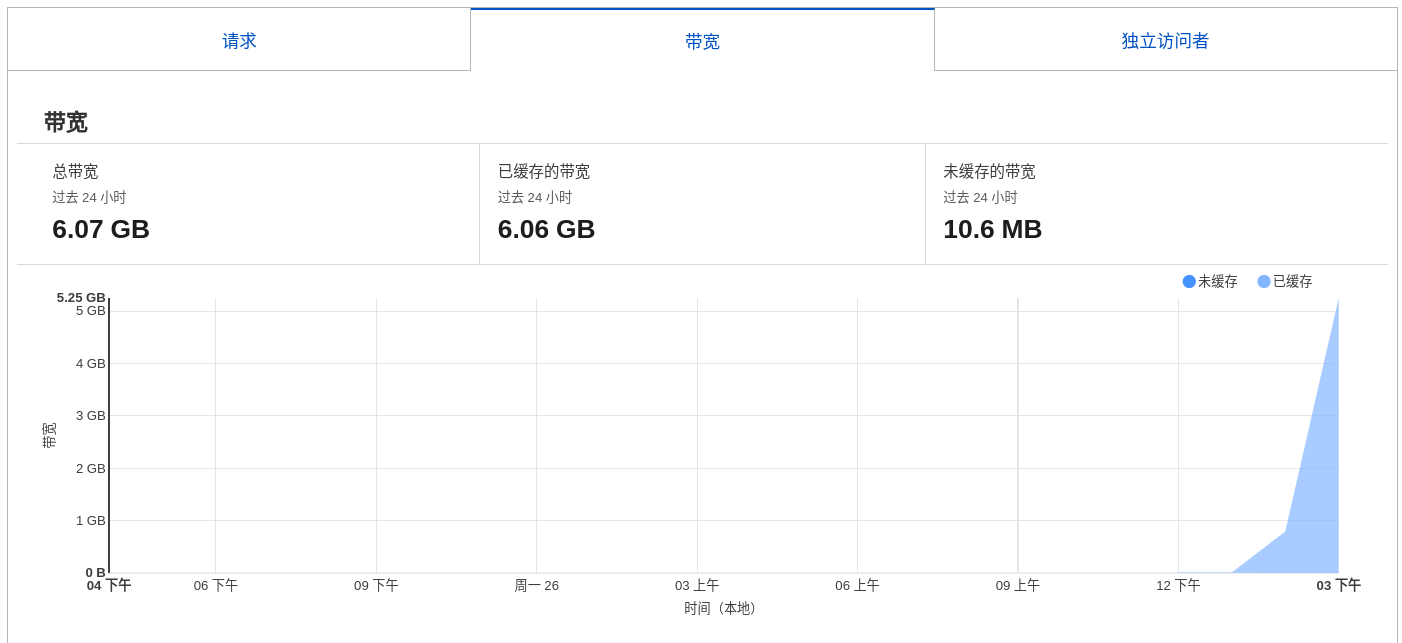 请求
带宽
独立访问者
带宽
总带宽
过去 24 小时
6.07 GB
已缓存的带宽
过去 24 小时
6.06 GB
未缓存的带宽
过去 24 小时
10.6 MB
未缓存
已缓存
5.25 GB
5 GB
4 GB
3 GB
2 GB
1 GB
0 B
带宽
04 下午
06 下午
09 下午
周一 26
03 上午
06 上午
09 上午
12 下午
03 下午
时间（本地）